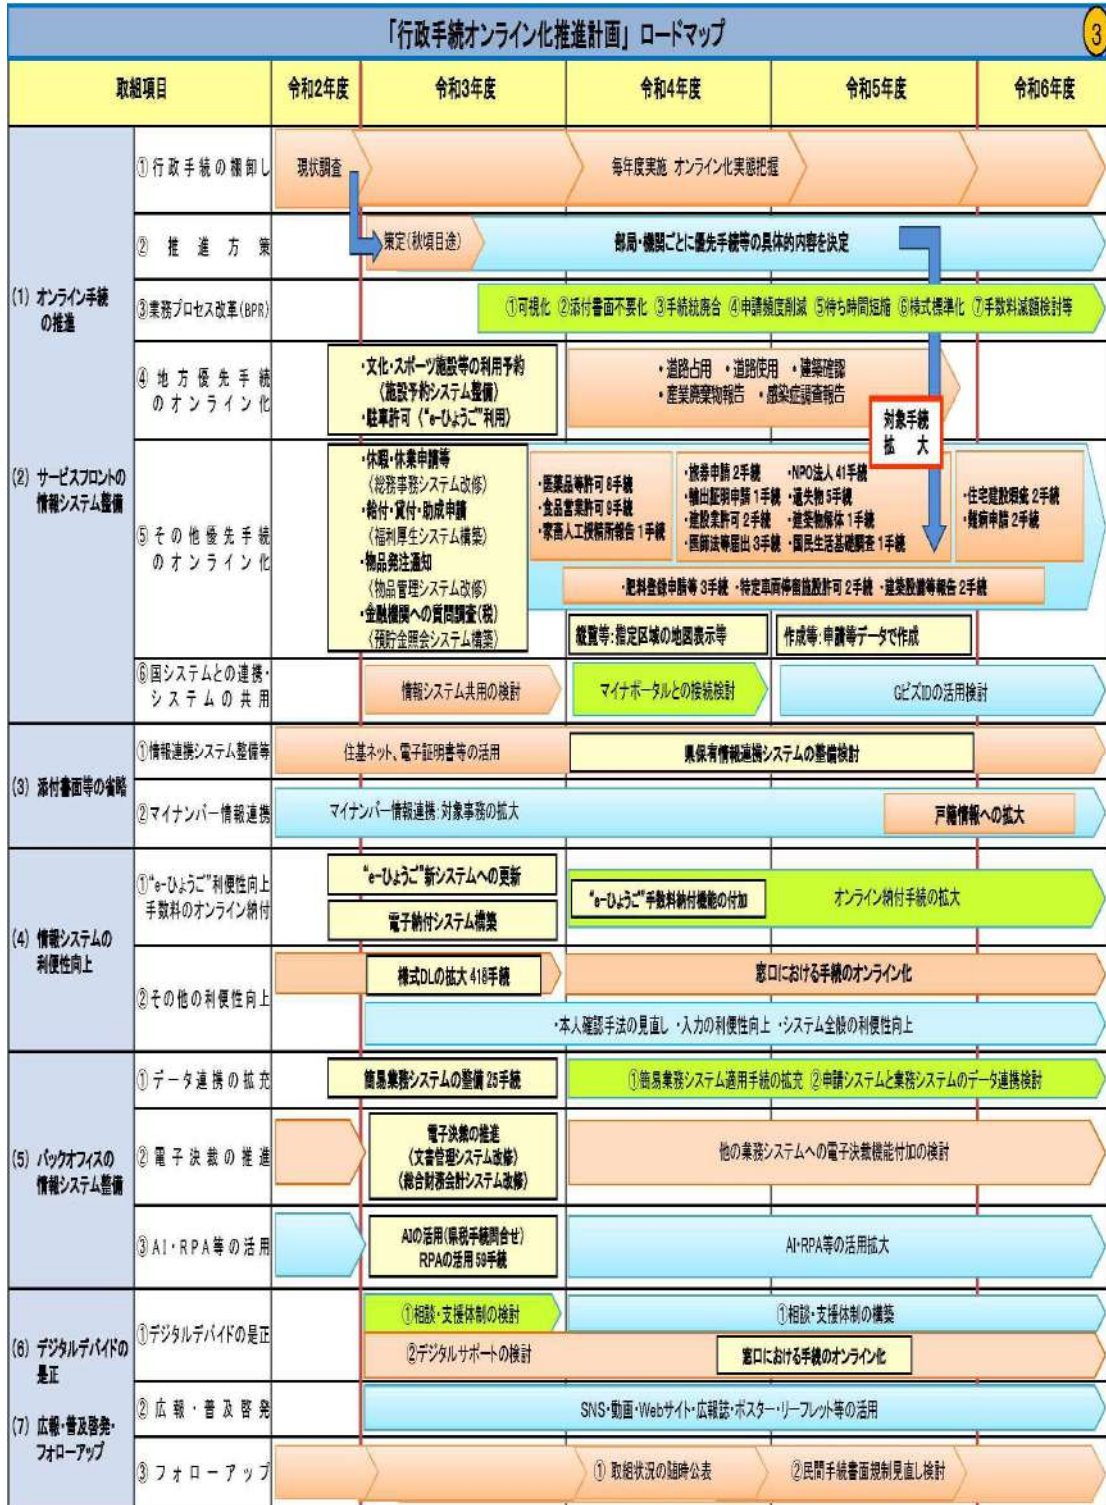 「行政手続オンライン化推進計画」ロードマップ
3
取組項目
令和2年度
令和3年度
令和4年度
令和5年度
令和6年度
(1) オンライン手続
の推進
①行政手続の棚卸し
現状調査
毎年度実施 オンライン化実態把握
② 推進方策
策定(秋頃目途)
部局・機関ごとに優先手続等の具体的内容を決定
③業務プロセス改革(BPR)
①可視化 ②添付書面不要化 ③手続統廃合 ④申請頻度削減 ⑤待ち時間短縮 ⑥様式標準化 ⑦手数料減額検討等
(2) サービスフロントの
情報システム整備
④地方優先手続
のオンライン化
・文化・スポーツ施設等の利用予約
(施設予約システム整備)
・駐車許可("e-ひょうご"利用)
・道路占用 ・道路使用 ・建築確認
・産業廃棄物報告 ・感染症調査報告
対象手続
拡 大
⑤その他優先手続
のオンライン化
・休暇・休業申請等
(総務事務システム改修)
・給付・貸付・助成申請
(福利厚生システム構築)
・物品発注通知
(物品管理システム改修)
・金融機関への質問調査(税)
(預貯金照会システム構築)
・医薬品等許可 8手続
・食品営業許可 9手続
・家畜人工授精所報告 1手続
・旅券申請 2手続
・輸出証明申請 1手続
・建設業許可 2手続
・医師法等届出 3手続
・NPO法人 41手続
・遺失物 5手続
・建築物解体 1手続
・国民生活基礎調査 1手続
・住宅建設瑕疵 2手続
・難病申請 2手続
・肥料登録申請等 3手続 ・特定車両停留施設許可 2手続 ・建築設備等報告 2手続
縦覧等:指定区域の地図表示等
作成等:申請等データで作成
⑥国システムとの連携・
システムの共用
情報システム共用の検討
マイナポータルとの接続検討
GビズIDの活用検討
(3) 添付書面等の省略
①情報連携システム整備等
住基ネット、電子証明書等の活用
県保有情報連携システムの整備検討
②マイナンバー情報連携
マイナンバー情報連携:対象事務の拡大
戸籍情報への拡大
(4) 情報システムの
利便性向上
①"e-ひょうご"利便性向上
手数料のオンライン納付
"e-ひょうご"新システムへの更新
電子納付システム構築
"e-ひょうご"手数料納付機能の付加
オンライン納付手続の拡大
②その他の利便性向上
様式DLの拡大 418手続
窓口における手続のオンライン化
・本人確認手法の見直し ・入力の利便性向上 ・システム全般の利便性向上
(5) バックオフィスの
情報システム整備
①データ連携の拡充
簡易業務システムの整備 25手続
①簡易業務システム適用手続の拡充 ②申請システムと業務システムのデータ連携検討
②電子決裁の推進
電子決裁の推進
(文書管理システム改修)
(総合財務会計システム改修)
他の業務システムへの電子決裁機能付加の検討
③AI・RPA等の活用
AIの活用(県税手続問合せ)
RPAの活用 59手続
AI・RPA等の活用拡大
(6) デジタルデバイドの
是正
①デジタルデバイドの是正
①相談・支援体制の検討
①相談・支援体制の構築
②デジタルサポートの検討
窓口における手続のオンライン化
(7) 広報・普及啓発・
フォローアップ
②広報・普及啓発
SNS・動画・Webサイト・広報誌・ポスター・リーフレット等の活用
③フォローアップ
① 取組状況の随時公表
②民間手続書面規制見直し検討